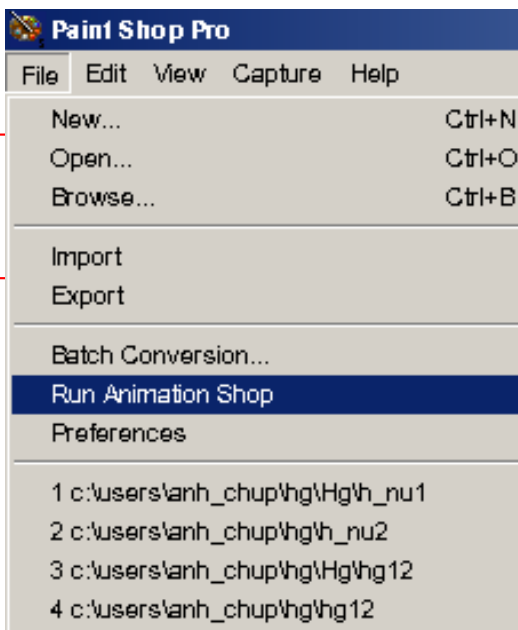 Paint Shop Pro
File Edit View Capture Help
New... Ctrl+N
Open... Ctrl+O
Browse... Ctrl+B
Import
Export
Batch Conversion...
Run Animation Shop
Preferences
1 c:\users\anh_chup\hg\Hg\h_nu1
2 c:\users\anh_chup\hg\h_nu2
3 c:\users\anh_chup\hg\Hg\hg12
4 c:\users\anh_chup\hg\hg12